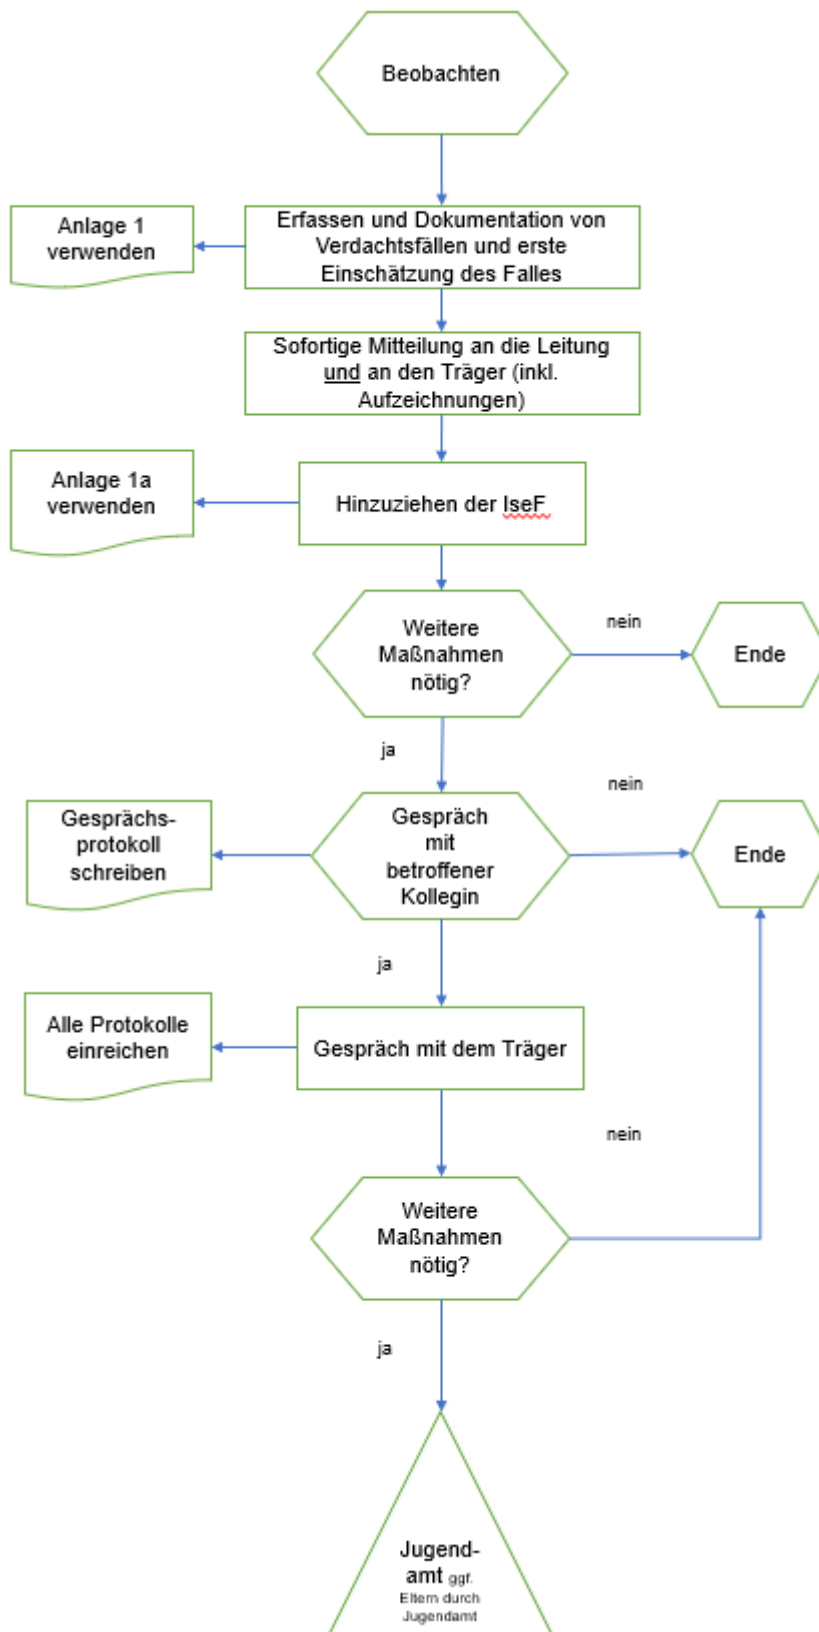 Beobachten
Anlage 1
verwenden
Erfassen und Dokumentation von
Verdachtsfällen und erste
Einschätzung des Falles
Sofortige Mitteilung an die Leitung
und an den Träger (inkl.
Aufzeichnungen)
Anlage 1a
verwenden
Hinzuziehen der IseF
Weitere
Maßnahmen
nötig?
nein
Ende
ja
Gesprächs-
protokoll
schreiben
Gespräch
mit
betroffener
Kollegin
nein
Ende
ja
Alle Protokolle
einreichen
Gespräch mit dem Träger
nein
Weitere
Maßnahmen
nötig?
ja
Jugend-
amt ggf.
Eltern durch
Jugendamt